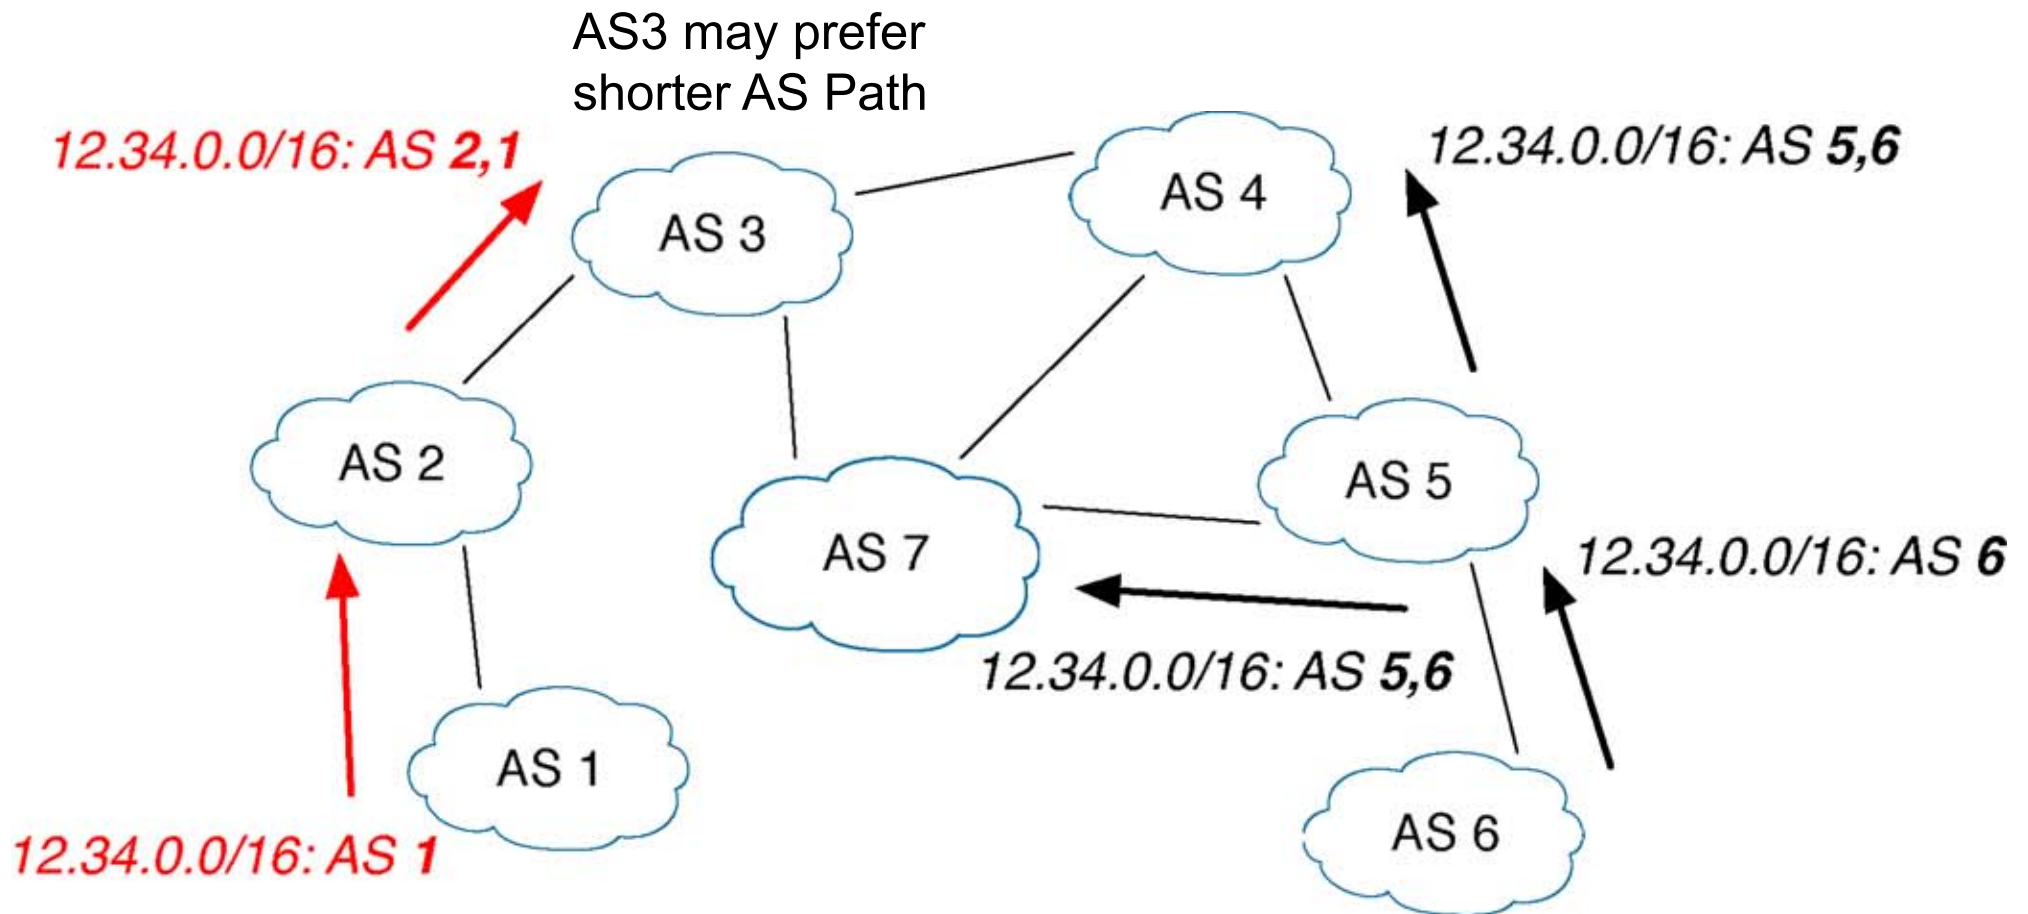 AS3 may prefer
shorter AS Path
12.34.0.0/16: AS 2,1
12.34.0.0/16: AS 5,6
AS 3
AS 4
AS 2
AS 5
AS 7
12.34.0.0/16: AS 6
12.34.0.0/16: AS 5,6
AS 1
AS 6
12.34.0.0/16: AS 1